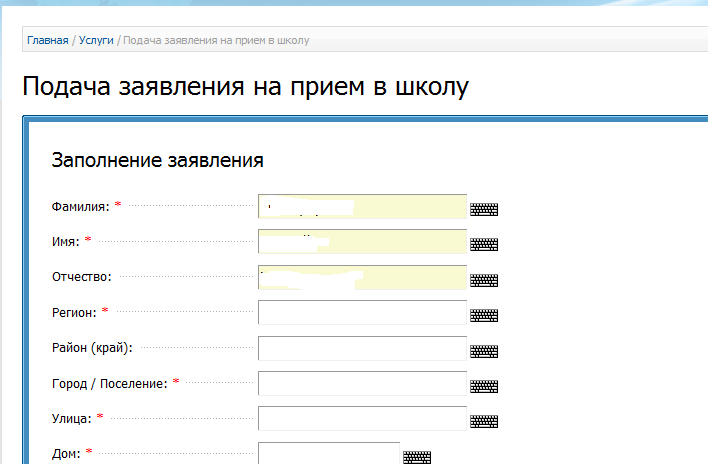 Главная / Услуги / Подача заявления на прием в школу
Подача заявления на прием в школу
Заполнение заявления
Фамилия: *
Имя: *
Отчество:
Регион: *
Район (край):
Город / Поселение: *
Улица: *
Дом: *